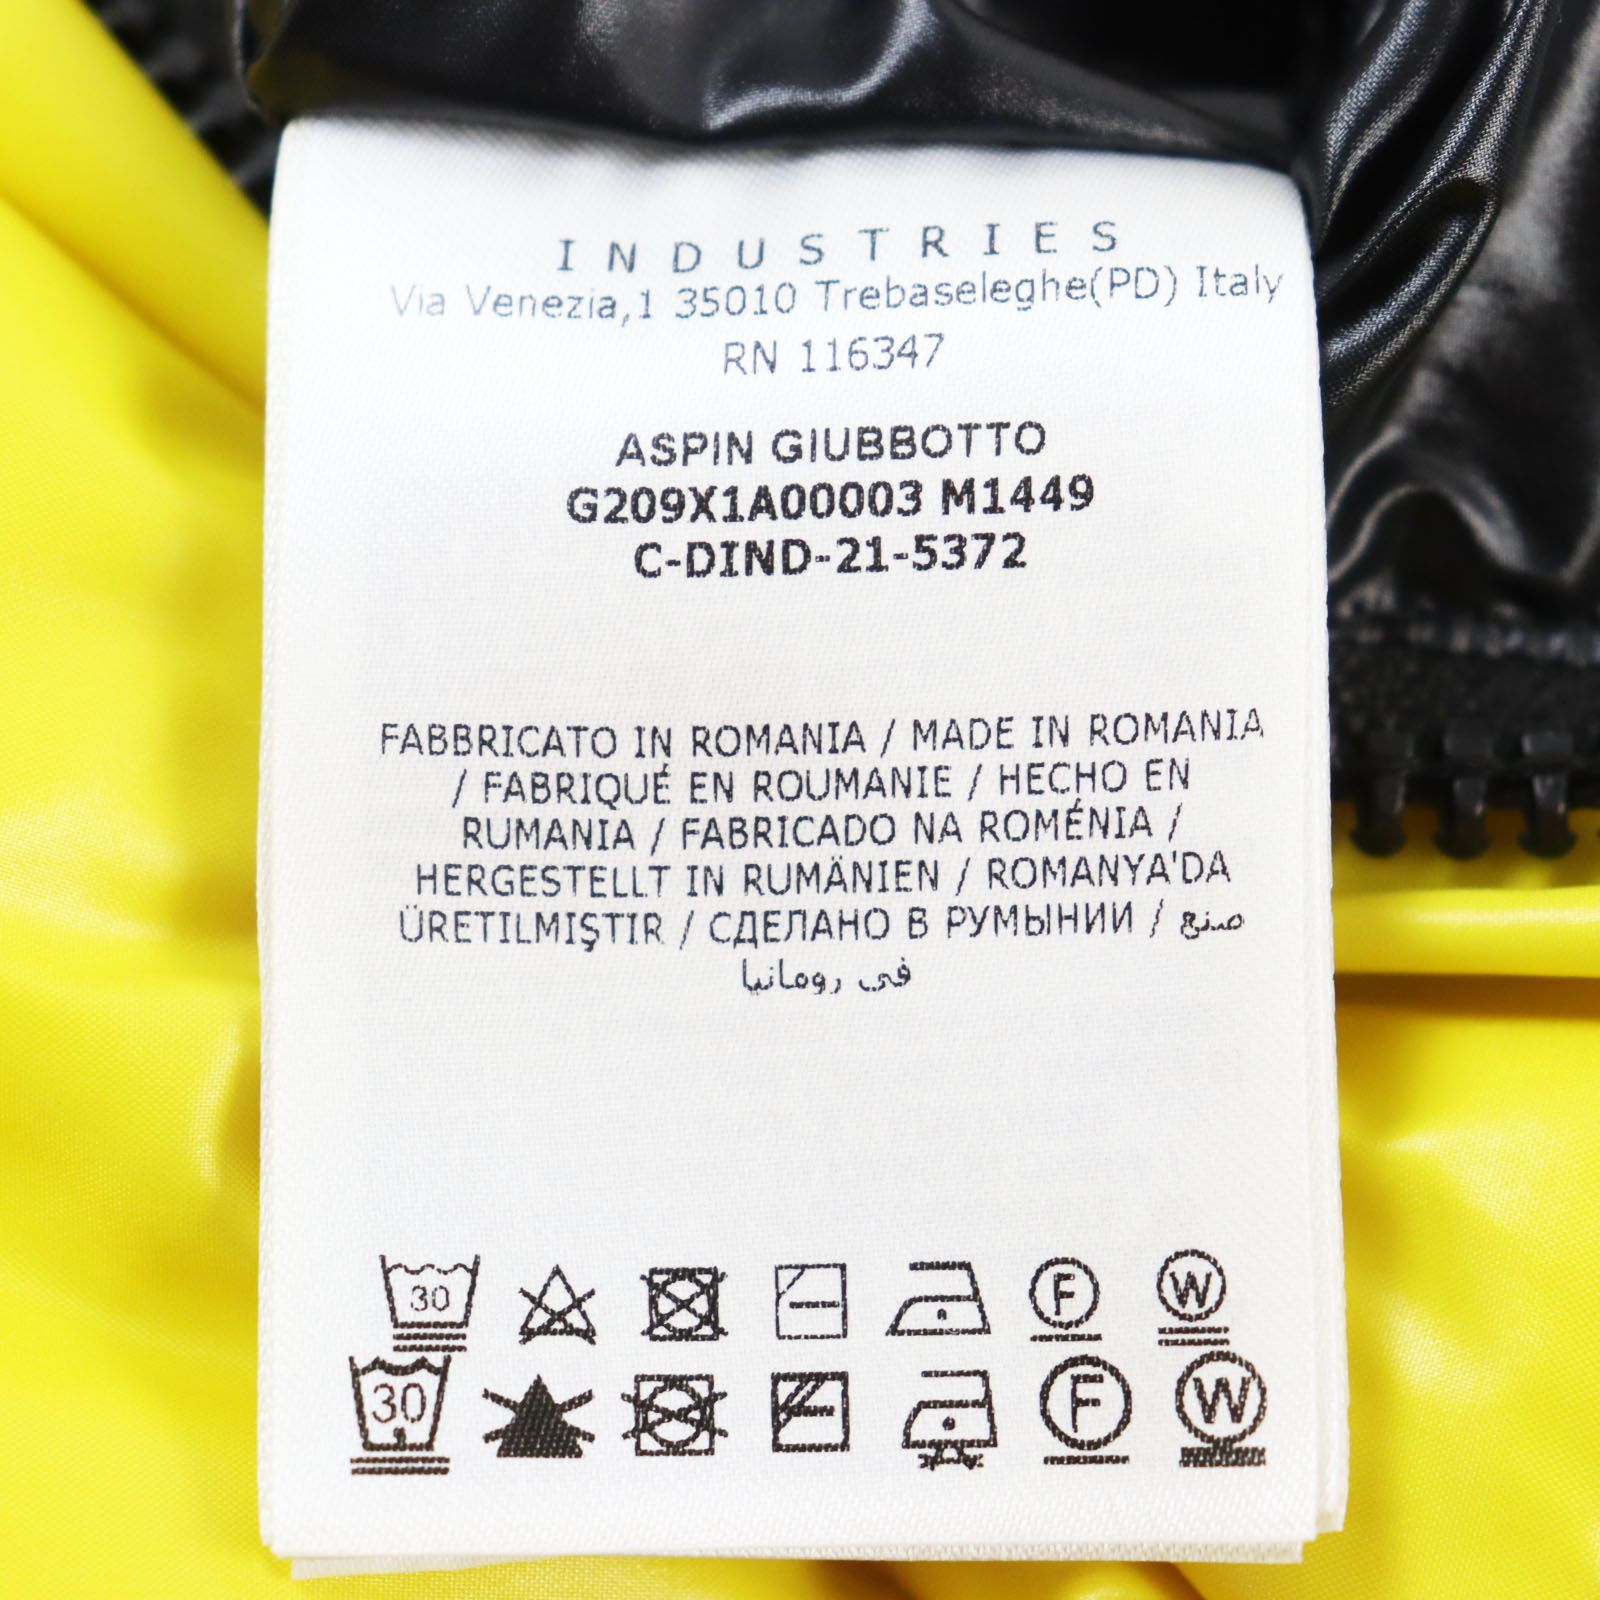 INDUSTRIES
Via Venezia,1 35010 Trebaseleghe(PD) Italy
RN 116347
ASPIN GIUBBOTTO
G209X1A00003 M1449
C-DIND-21-5372
FABBRICATO IN ROMANIA / MADE IN ROMANIA
/ FABRIQUÉ EN ROUMANIE / HECHO EN
RUMANIA / FABRICADO NA ROMÉNIA /
HERGESTELLT IN RUMÄNIEN / ROMANYA'DA
ÜRETILMIŞTIR / СДЕЛАНО В РУМЫНИИ / صنع
في رومانيا
30 F W
30 F W